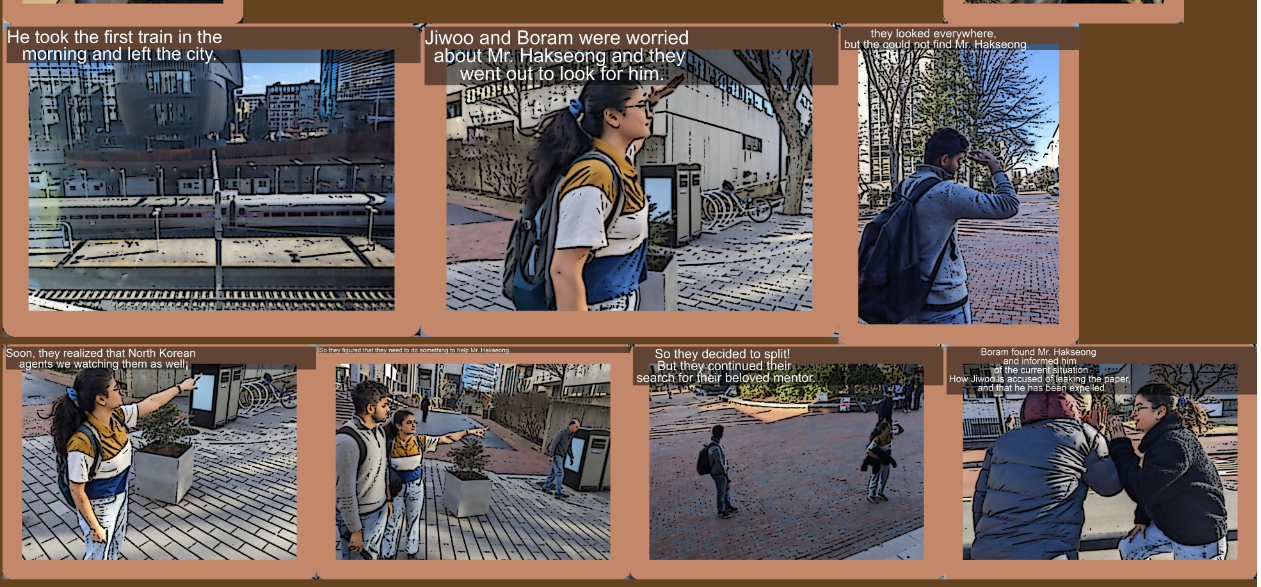 He took the first train in the
morning and left the city.
Jiwoo and Boram were worried
about Mr. Hakseong and they
went out to look for him.
they looked everywhere,
but the could not find Mr. Hakseong.
Soon, they realized that North Korean
agents we watching them as well¡
So they figured that they need to do something to help Mr. Hakseong.
So they decided to split!
But they continued their
search for their beloved mentor
Boram found Mr. Hakseong
and informed him
of the current situation
How Jiwoo is accused of leaking the paper,
and that he has been expelled.